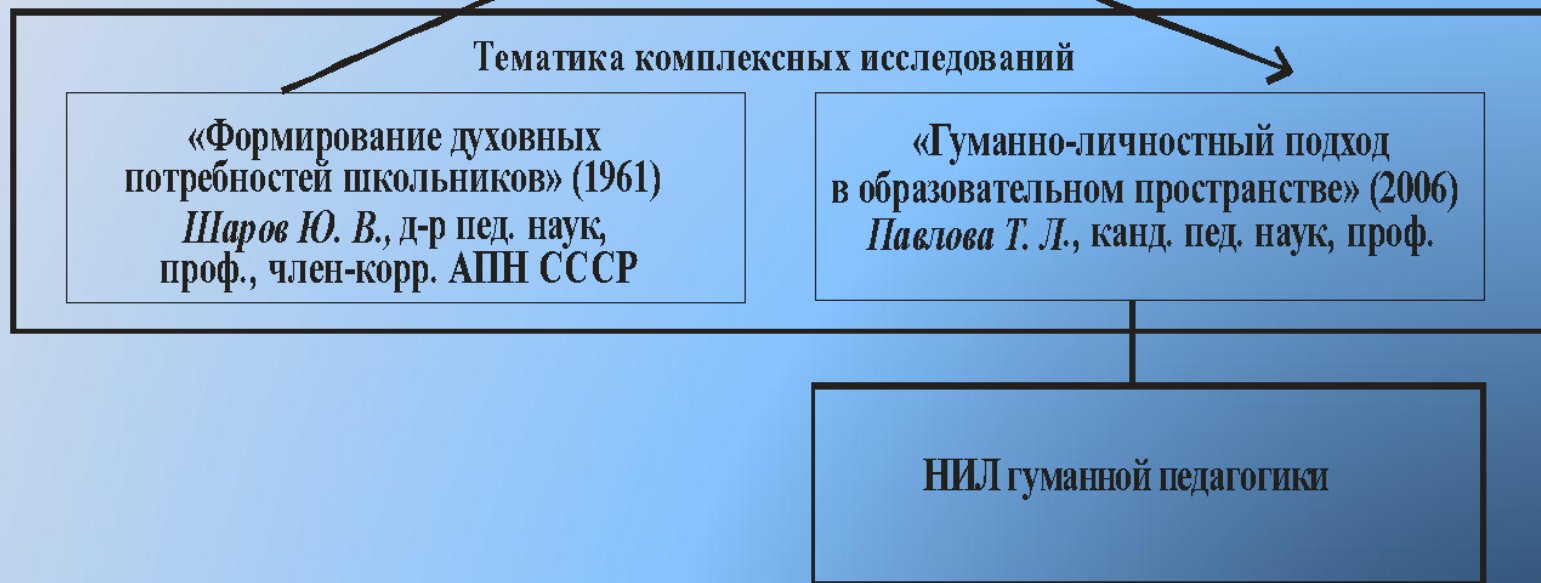 Тематика комплексных исследований
«Формирование духовных
потребностей школьников» (1961)
Шаров Ю. В., д-р пед. наук,
проф., член-корр. АПН СССР
«Гуманно-личностный подход
в образовательном пространстве» (2006)
Павлова Т. Л., канд. пед. наук, проф.
НИЛ гуманной педагогики